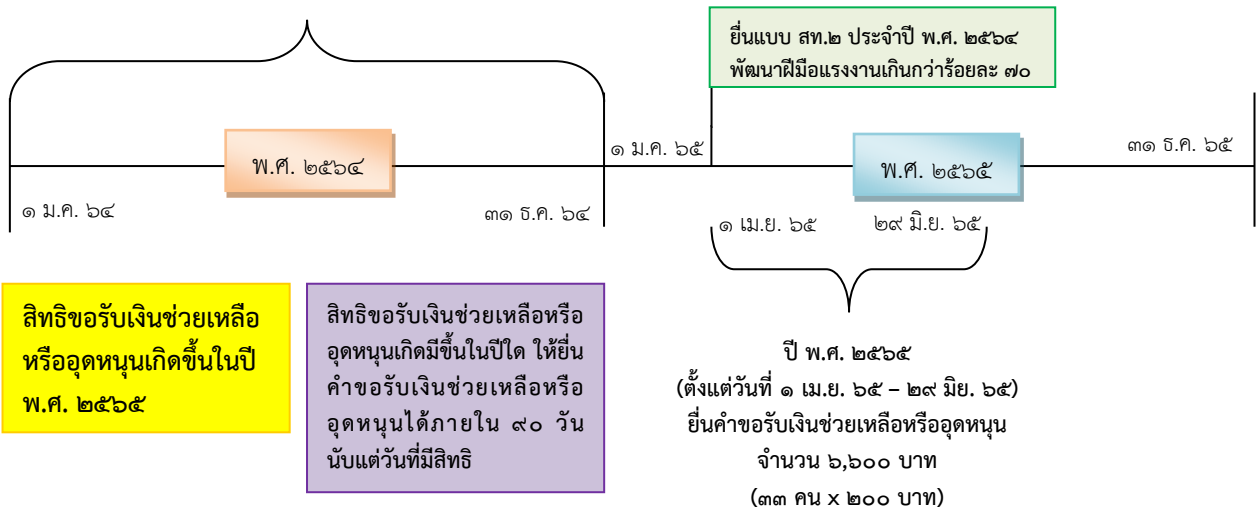 ยื่นแบบ สท.๒ ประจำปี พ.ศ. ๒๕๖๔
พัฒนาฝีมือแรงงานเกินกว่าร้อยละ ๗๐
พ.ศ. ๒๕๖๔
๑ ม.ค. ๖๕
พ.ศ. ๒๕๖๕
๓๑ ธ.ค. ๖๕
๑ ม.ค. ๖๔
๓๑ ธ.ค. ๖๔
๑ เม.ย. ๖๕
๒๙ มิ.ย. ๖๕
สิทธิขอรับเงินช่วยเหลือ
หรืออุดหนุนเกิดขึ้นในปี
พ.ศ. ๒๕๖๕
สิทธิขอรับเงินช่วยเหลือหรือ
อุดหนุนเกิดมีขึ้นในปีใด ให้ยื่น
คำขอรับเงินช่วยเหลือหรือ
อุดหนุนได้ภายใน ๙๐ วัน
นับแต่วันที่มีสิทธิ
ปี พ.ศ. ๒๕๖๕
(ตั้งแต่วันที่ ๑ เม.ย. ๖๕ – ๒๙ มิย. ๖๕)
ยื่นคำขอรับเงินช่วยเหลือหรืออุดหนุน
จำนวน ๖,๖๐๐ บาท
(๓๓ คน x ๒๐๐ บาท)